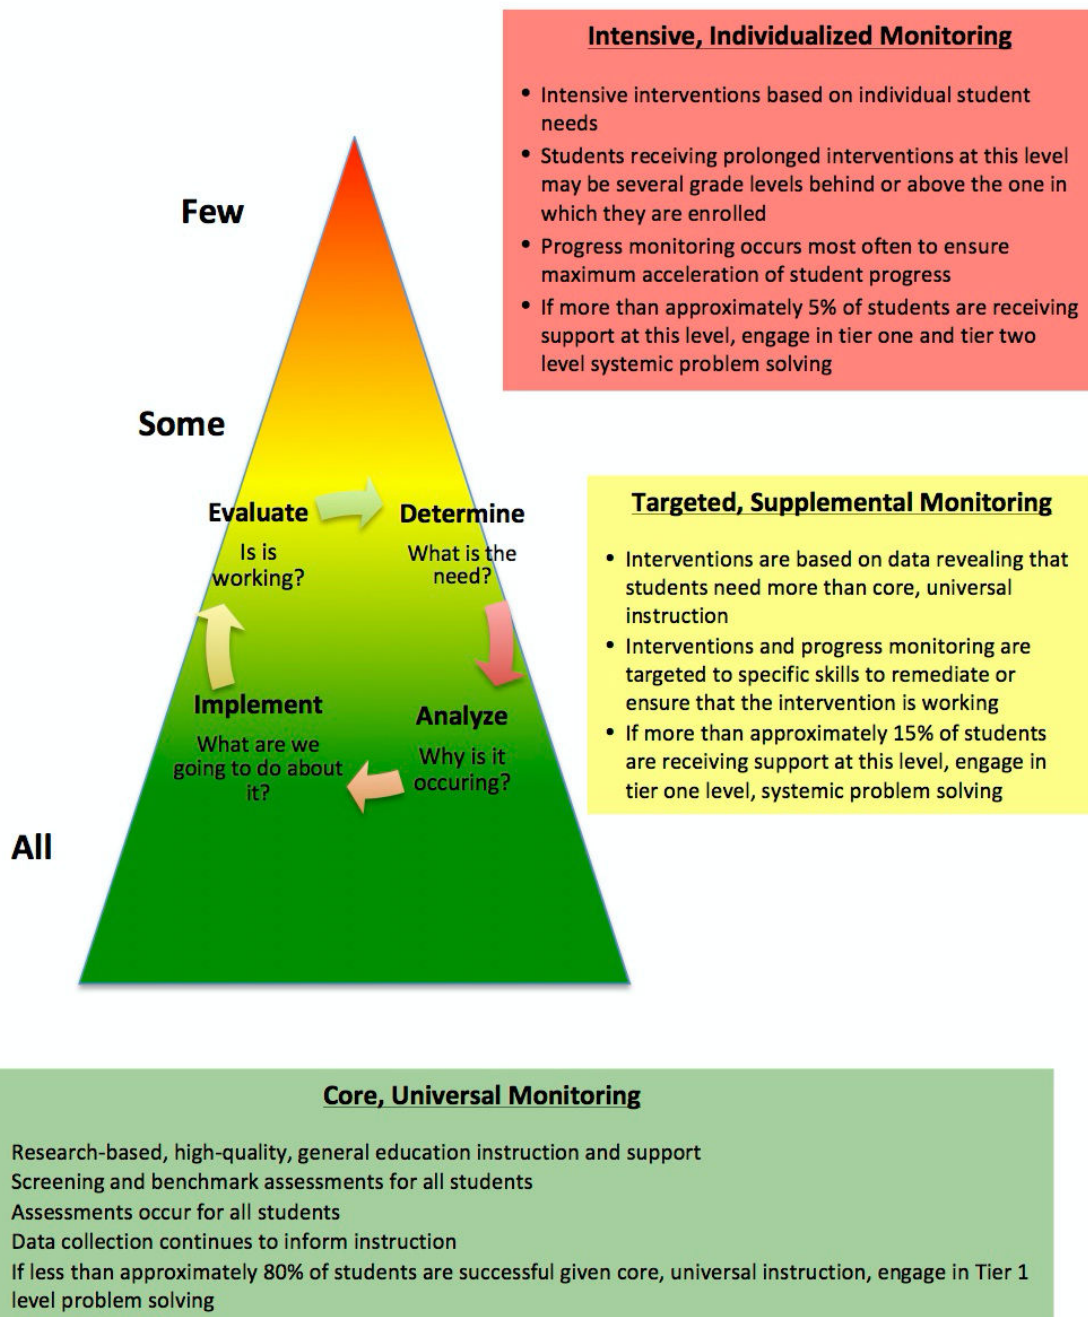 Intensive, Individualized Monitoring
• Intensive interventions based on individual student
needs
• Students receiving prolonged interventions at this level
may be several grade levels behind or above the one in
which they are enrolled
• Progress monitoring occurs most often to ensure
maximum acceleration of student progress
• If more than approximately 5% of students are receiving
support at this level, engage in tier one and tier two
level systemic problem solving
Few
Some
Evaluate
Is is
working?
Determine
What is the
need?
Analyze
Why is it
occuring?
Implement
What are we
going to do about
it?
All
Targeted, Supplemental Monitoring
• Interventions are based on data revealing that
students need more than core, universal
instruction
• Interventions and progress monitoring are
targeted to specific skills to remediate or
ensure that the intervention is working
• If more than approximately 15% of students
are receiving support at this level, engage in
tier one level, systemic problem solving
Core, Universal Monitoring
Research-based, high-quality, general education instruction and support
Screening and benchmark assessments for all students
Assessments occur for all students
Data collection continues to inform instruction
If less than approximately 80% of students are successful given core, universal instruction, engage in Tier 1
level problem solving